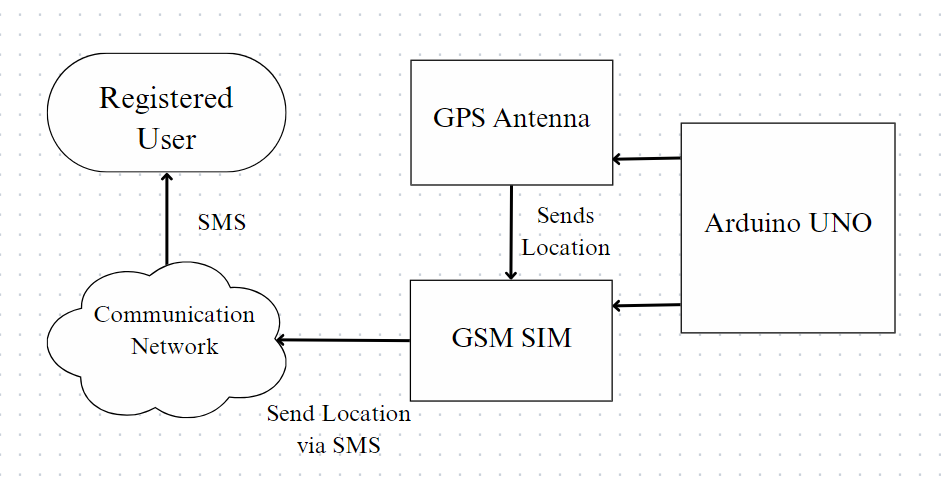 Registered
User
GPS Antenna
Arduino UNO
SMS
Sends
Location
Communication
Network
GSM SIM
Send Location
via SMS